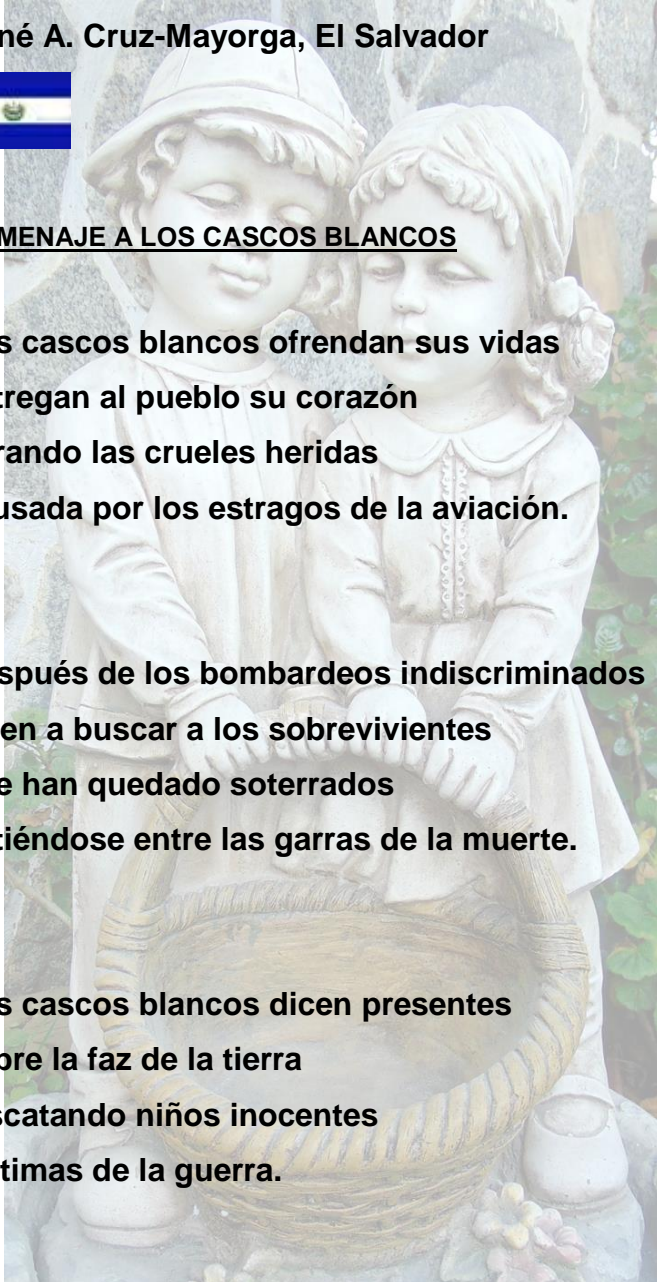 né A. Cruz-Mayorga, El Salvador
MENAJE A LOS CASCOS BLANCOS
s cascos blancos ofrendan sus vidas
tregan al pueblo su corazón
rando las crueles heridas
usada por los estragos de la aviación.
spués de los bombardeos indiscriminados
en a buscar a los sobrevivientes
e han quedado soterrados
tiéndose entre las garras de la muerte.
s cascos blancos dicen presentes
bre la faz de la tierra
scatando niños inocentes
timas de la guerra.